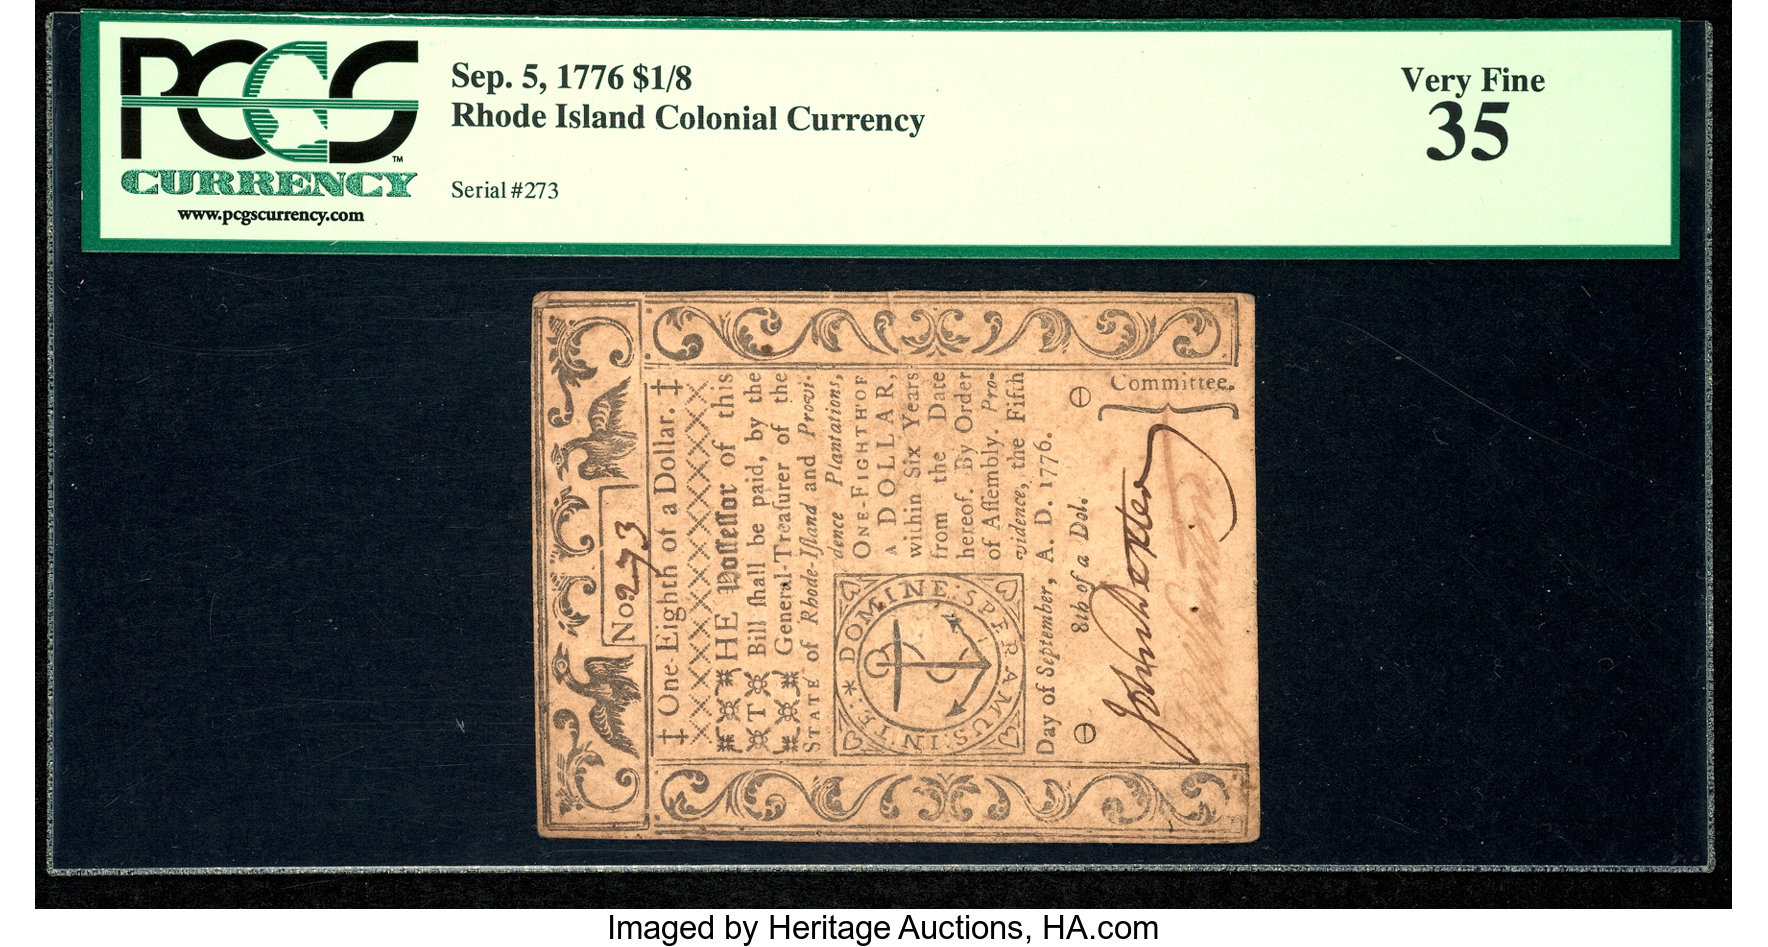 PCGS
CURRENCY
™
www.pcgscurrency.com
Sep. 5, 1776 $1/8
Rhode Island Colonial Currency
Serial #273
Very Fine
35
No 273
‡ One Eighth of a Dollar. ‡
THE Poſſeſſor of this
Bill ſhall be paid, by the
General-Treaſurer of the
STATE of Rhode-Iſland and Provi-
dence Plantations,
ONE-EIGHTH OF
A DOLLAR,
within Six Years
from the Date
hereof. By Order
of Aſſembly. Pro-
vidence, the Fifth
Day of September, A. D. 1776.
DOMINE: SPERAMUS: IN: TE:
8th of a Dol.
John Dexter
Committee.
Imaged by Heritage Auctions, HA.com